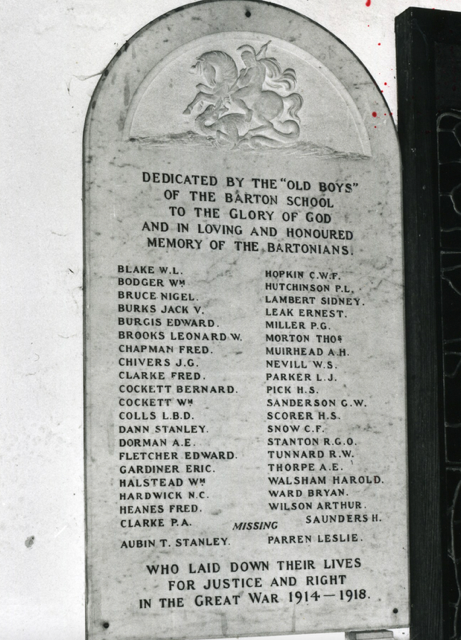 DEDICATED BY THE "OLD BOYS"
OF THE BARTON SCHOOL
TO THE GLORY OF GOD
AND IN LOVING AND HONOURED
MEMORY OF THE BARTONIANS.
BLAKE W.L.
BODGER WM
BRUCE NIGEL.
BURKS JACK V.
BURGIS EDWARD.
BROOKS LEONARD W.
CHAPMAN FRED.
CHIVERS J.G.
CLARKE FRED.
COCKETT BERNARD.
COCKETT WM
COLLS L.B.D.
DANN STANLEY.
DORMAN A.E.
FLETCHER EDWARD.
GARDINER ERIC.
HALSTEAD WM
HARDWICK N.C.
HEANES FRED.
CLARKE P.A.
HOPKIN C.W.F.
HUTCHINSON P.L.
LAMBERT SIDNEY.
LEAK ERNEST.
MILLER P.G.
MORTON THOS
MUIRHEAD A.H.
NEVILL W.S.
PARKER L.J.
PICK H.S.
SANDERSON G.W.
SCORER H.S.
SNOW C.F.
STANTON R.G.O.
TUNNARD R.W.
THORPE A.E.
WALSHAM HAROLD.
WARD BRYAN.
WILSON ARTHUR.
SAUNDERS H.
MISSING
AUBIN T. STANLEY. PARREN LESLIE.
WHO LAID DOWN THEIR LIVES
FOR JUSTICE AND RIGHT
IN THE GREAT WAR 1914-1918.